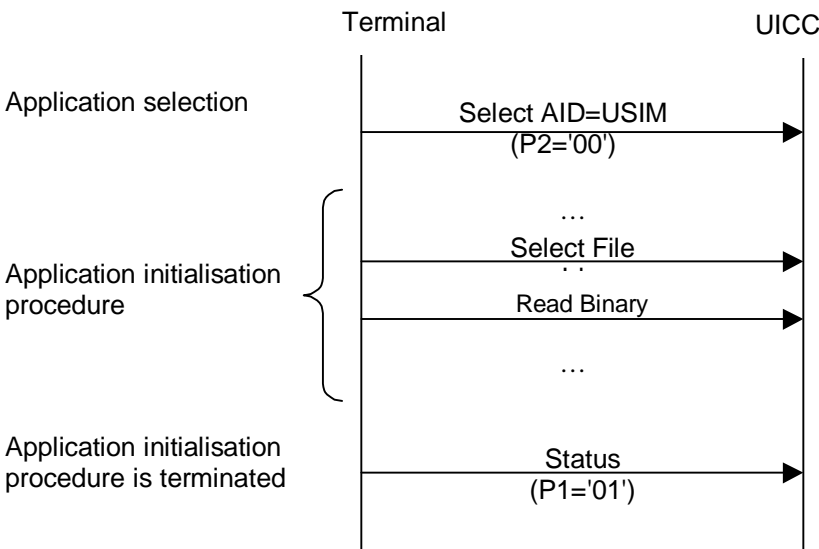 Terminal
UICC
Application selection
Select AID=USIM
(P2='00')
...
Select File
. .
Application initialisation
procedure
Read Binary
...
Application initialisation
procedure is terminated
Status
(P1='01')